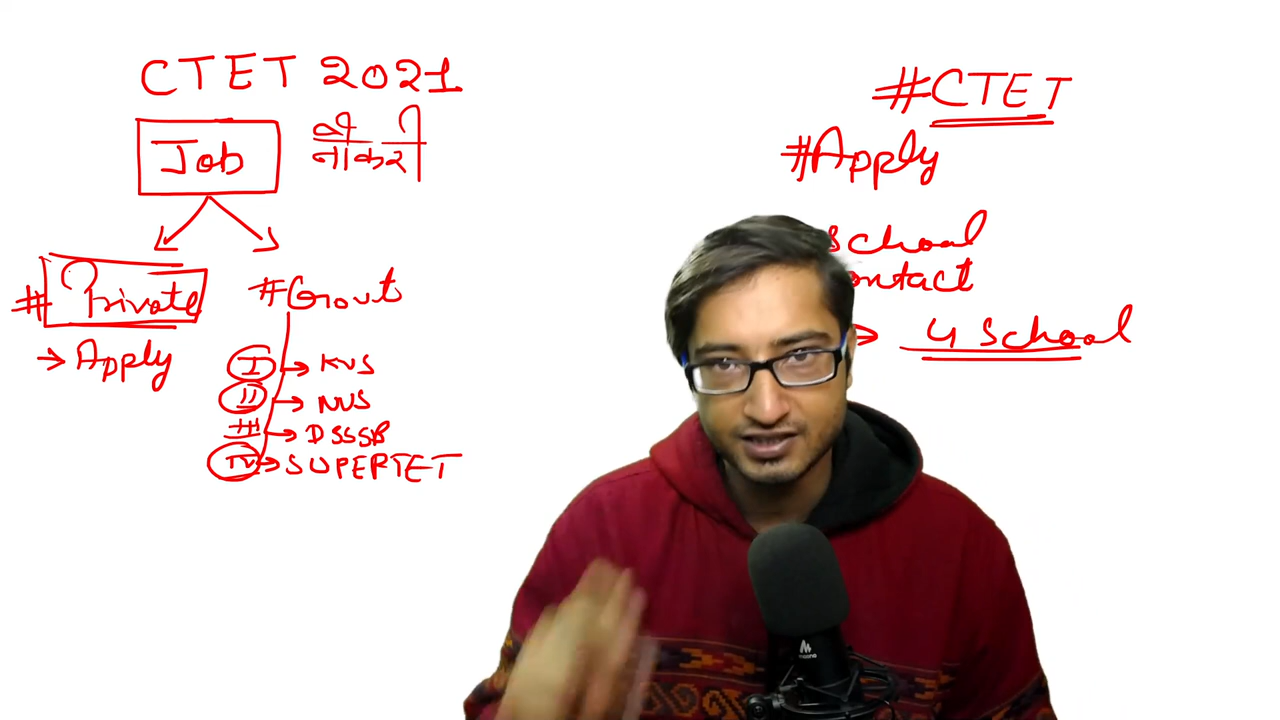 CTET 2021
Job नौकरी
# Private
→ Apply
# Govt
I → KVS
II → NVS
III → DSSSB
IV → SUPERTET
#CTET
#Apply
School
contact
→ 4 School